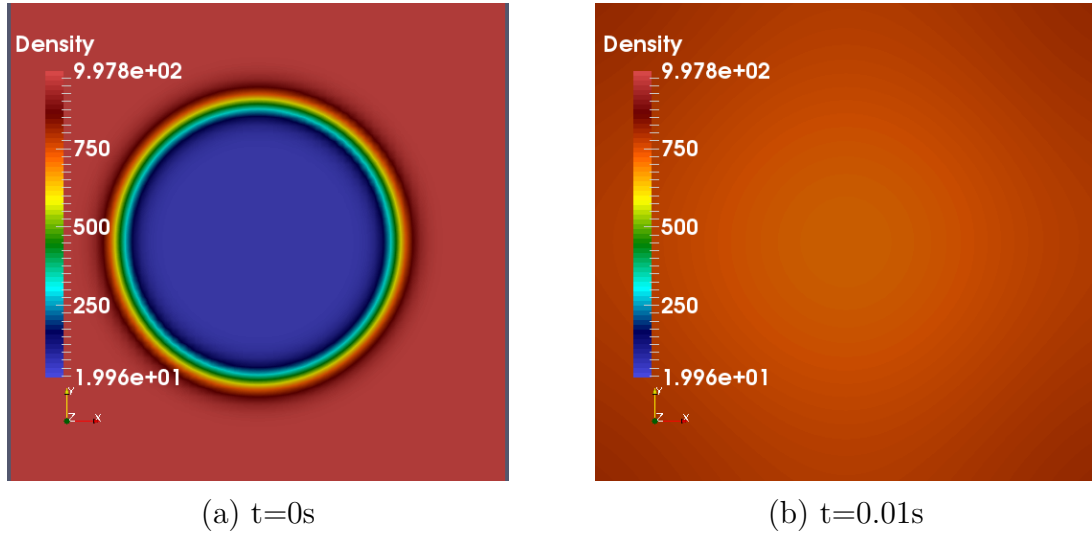 Density
9.978e+02
750
500
250
1.996e+01
Y
Z
X
(a) t=0s
Density
9.978e+02
750
500
250
1.996e+01
Y
Z
X
(b) t=0.01s